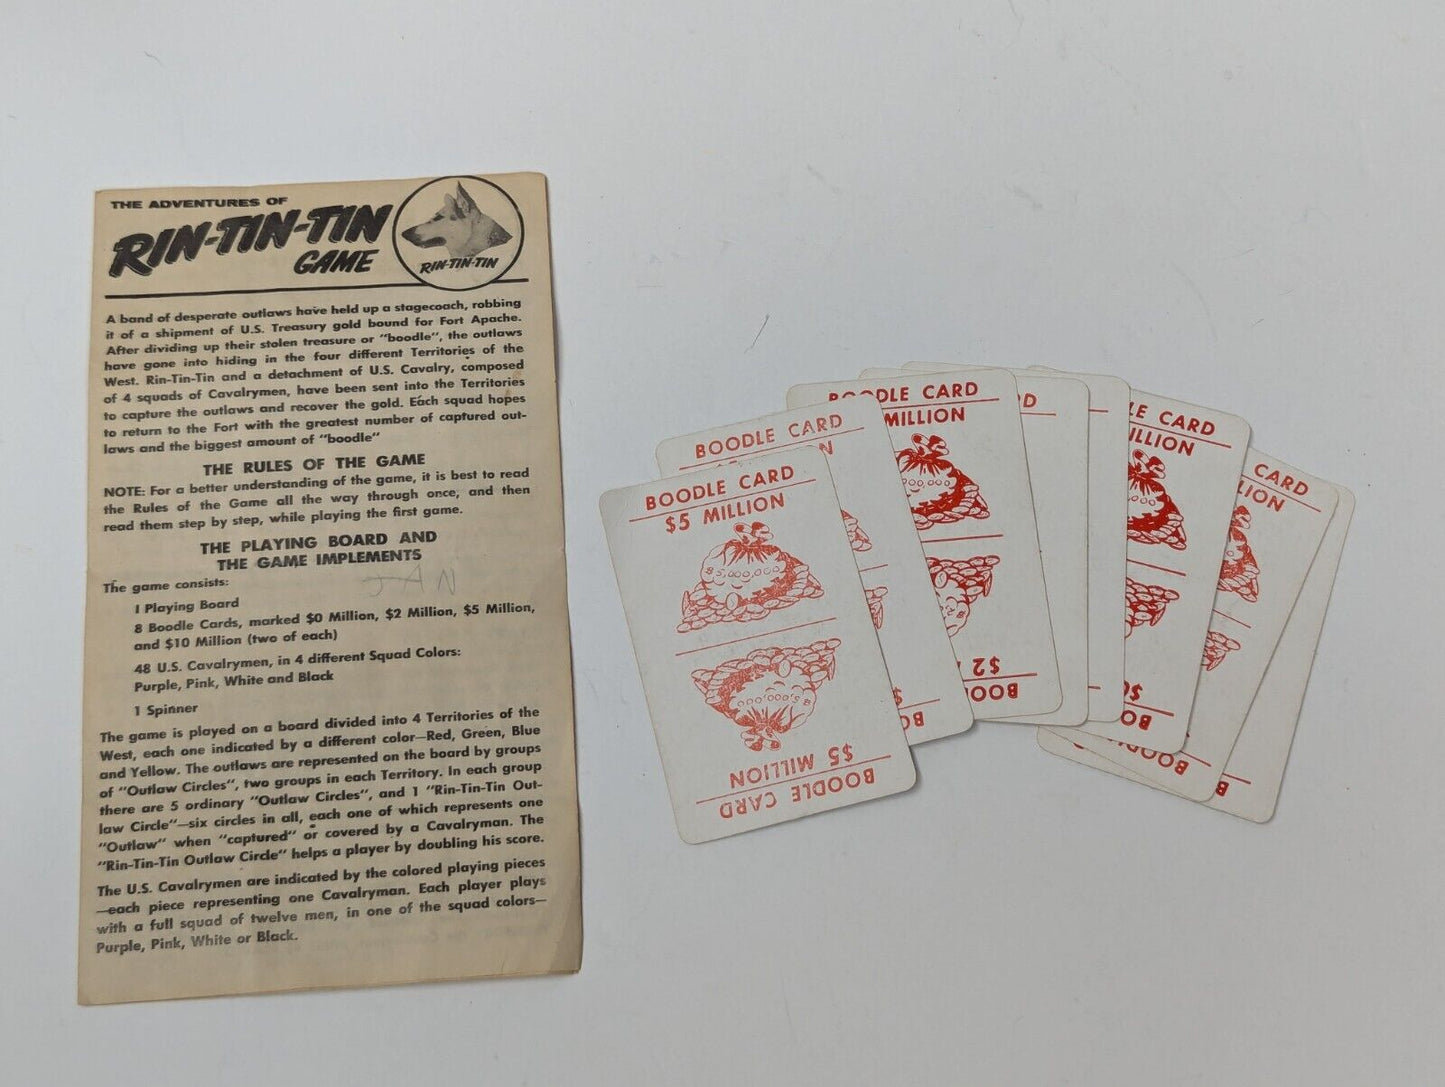 THE ADVENTURES OF
RIN-TIN-TIN
GAME
RIN-TIN-TIN
A band of desperate outlaws have held up a stagecoach, robbing
it of a shipment of U.S. Treasury gold bound for Fort Apache.
After dividing up their stolen treasure or "boodle", the outlaws
have gone into hiding in the four different Territories of the
West. Rin-Tin-Tin and a detachment of U.S. Cavalry, composed
of 4 squads of Cavalrymen, have been sent into the Territories
to capture the outlaws and recover the gold. Each squad hopes
to return to the Fort with the greatest number of captured out-
laws and the biggest amount of "boodle"
THE RULES OF THE GAME
NOTE: For a better understanding of the game, it is best to read
the Rules of the Game all the way through once, and then
read them step by step, while playing the first game.
THE PLAYING BOARD AND
THE GAME IMPLEMENTS
JAN
The game consists:
1 Playing Board
8 Boodle Cards, marked $0 Million, $2 Million, $5 Million,
and $10 Million (two of each)
48 U.S. Cavalrymen, in 4 different Squad Colors:
Purple, Pink, White and Black
1 Spinner
The game is played on a board divided into 4 Territories of the
West, each one indicated by a different color—Red, Green, Blue
and Yellow. The outlaws are represented on the board by groups
of "Outlaw Circles", two groups in each Territory. In each group
there are 5 ordinary "Outlaw Circles", and 1 "Rin-Tin-Tin Out-
law Circle"—six circles in all, each one of which represents one
"Outlaw" when "captured" or covered by a Cavalryman. The
"Rin-Tin-Tin Outlaw Circle" helps a player by doubling his score.
The U.S. Cavalrymen are indicated by the colored playing pieces
—each piece representing one Cavalryman. Each player plays
with a full squad of twelve men, in one of the squad colors—
Purple, Pink, White or Black.
BOODLE CARD
$5 MILLION
$5,000,000
$5,000,000
$5 MILLION
BOODLE CARD
BOODLE CARD
BOODLE CARD
MILLION
$2
CARD
MILLION
CARD